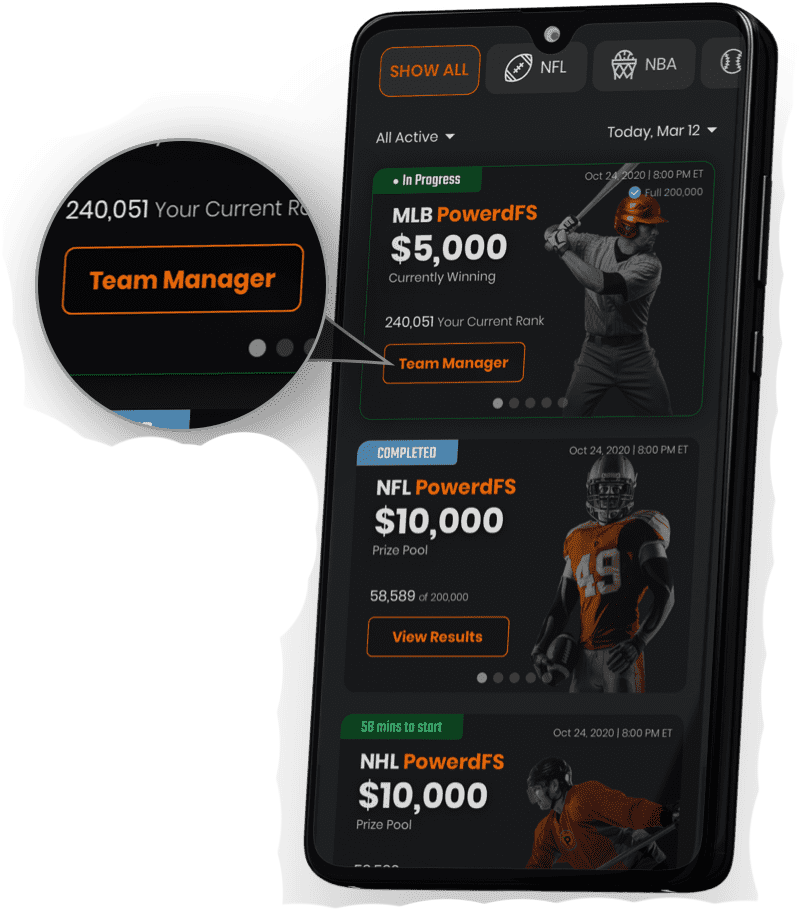 SHOW ALL
NFL
NBA
All Active
Today, Mar 12
In Progress
Oct 24, 2020 | 8:00 PM ET
Full 200,000
MLB PowerdFS
$5,000
Currently Winning
240,051 Your Current Rank
Team Manager
240,051 Your Current
Team Manager
COMPLETED
Oct 24, 2020 | 8:00 PM ET
NFL PowerdFS
$10,000
Prize Pool
49
58,589 of 200,000
View Results
58 mins to start
Oct 24, 2020 | 8:00 PM ET
NHL PowerdFS
$10,000
Prize Pool